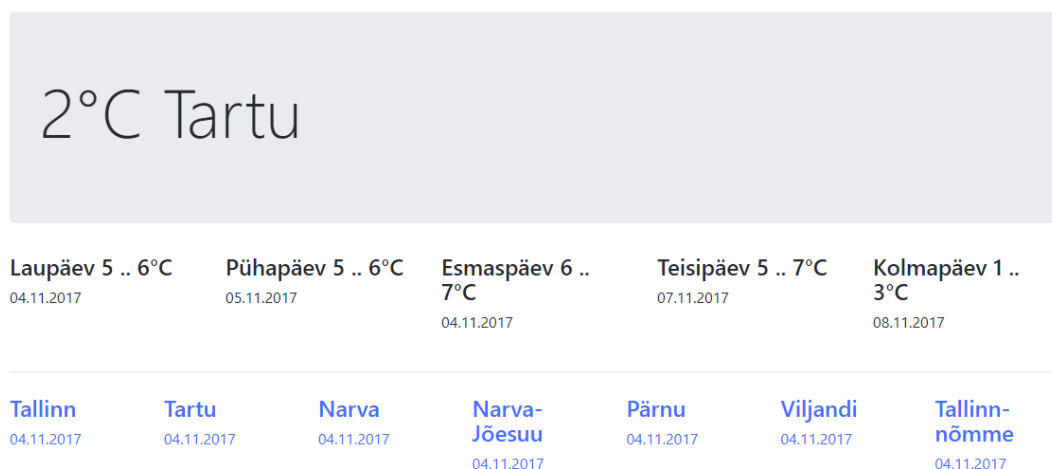 2°C Tartu
Laupäev 5 .. 6°C
04.11.2017
Pühapäev 5 .. 6°C
05.11.2017
Esmaspäev 6 ..
7°C
04.11.2017
Teisipäev 5 .. 7°C
07.11.2017
Kolmapäev 1 ..
3°C
08.11.2017
Tallinn
04.11.2017
Tartu
04.11.2017
Narva
04.11.2017
Narva-
Jõesuu
04.11.2017
Pärnu
04.11.2017
Viljandi
04.11.2017
Tallinn-
nõmme
04.11.2017